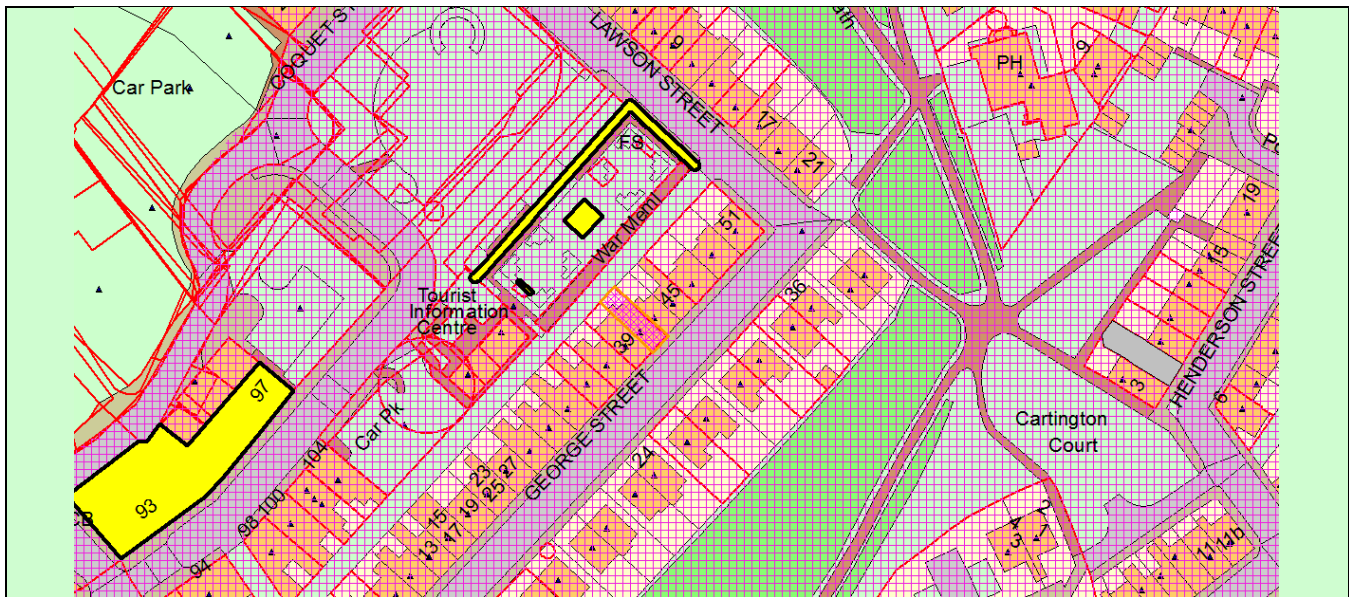 COQUET ST
LAWSON STREET
9
PH
9
Car Park
17
21
FS
19
War Meml
51
15
Tourist
Information
Centre
45
36
HENDERSON STREET
39
3
6
97
Car Pk
GEORGE STREET
Cartington
Court
104
24
23
27
25
19
100
93
15
17
13
98
94
2
1
4
3
11
11b